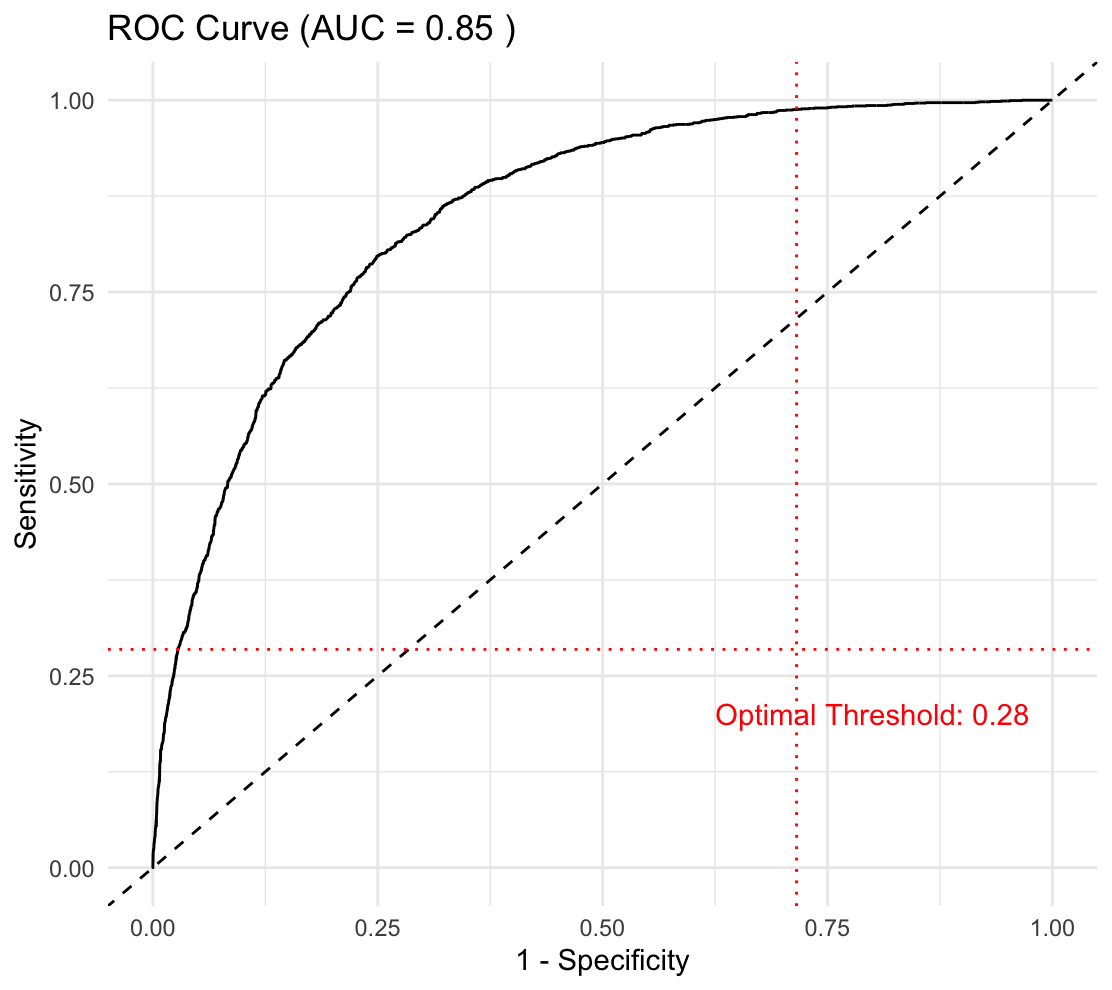 ROC Curve (AUC = 0.85 )
Sensitivity
1.00
0.75
0.50
0.25
0.00
Optimal Threshold: 0.28
0.00 0.25 0.50 0.75 1.00
1 - Specificity